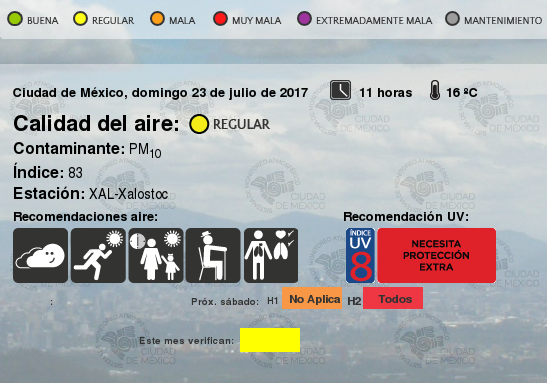 BUENA REGULAR MALA MUY MALA EXTREMADAMENTE MALA MANTENIMIENTO
Ciudad de México, domingo 23 de julio de 2017 11 horas 16 ºC
Calidad del aire: REGULAR
Contaminante: PM10
Índice: 83
Estación: XAL-Xalostoc
Recomendaciones aire: Recomendación UV:
ÍNDICE
UV
8
NECESITA
PROTECCIÓN
EXTRA
: Próx. sábado: H1 No Aplica H2 Todos
Este mes verifican:
CIUDAD
DE MÉXICO